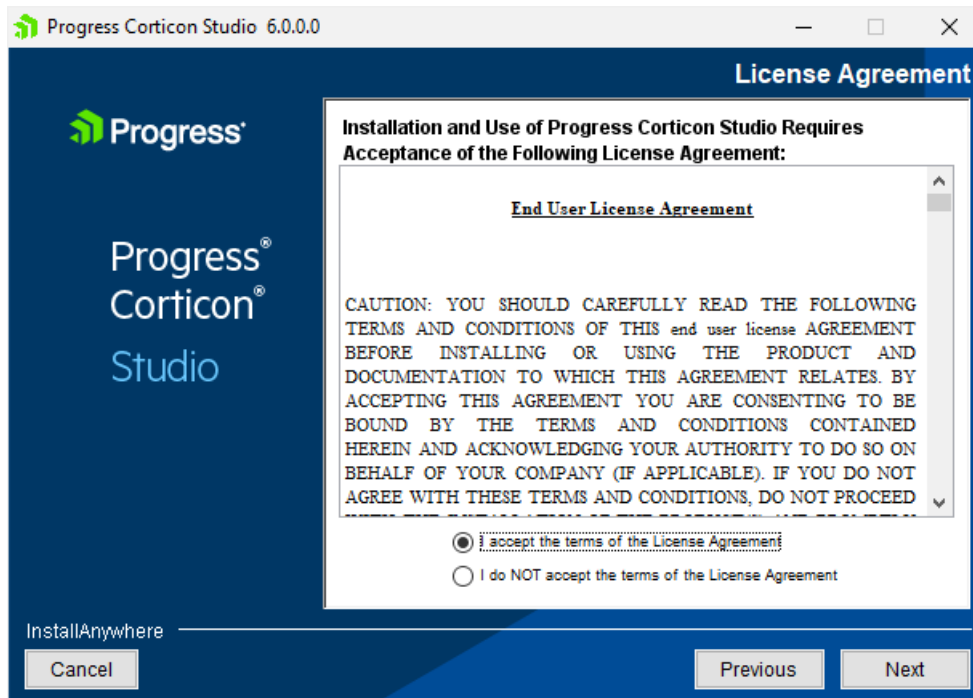 Progress Corticon Studio 6.0.0.0
License Agreement
Progress
Progress®
Corticon®
Studio
Installation and Use of Progress Corticon Studio Requires
Acceptance of the Following License Agreement:
End User License Agreement
CAUTION: YOU SHOULD CAREFULLY READ THE FOLLOWING
TERMS AND CONDITIONS OF THIS end user license AGREEMENT
BEFORE INSTALLING OR USING THE PRODUCT AND
DOCUMENTATION TO WHICH THIS AGREEMENT RELATES. BY
ACCEPTING THIS AGREEMENT YOU ARE CONSENTING TO BE
BOUND BY THE TERMS AND CONDITIONS CONTAINED
HEREIN AND ACKNOWLEDGING YOUR AUTHORITY TO DO SO ON
BEHALF OF YOUR COMPANY (IF APPLICABLE). IF YOU DO NOT
AGREE WITH THESE TERMS AND CONDITIONS, DO NOT PROCEED
I accept the terms of the License Agreement
I do NOT accept the terms of the License Agreement
InstallAnywhere
Cancel
Previous
Next